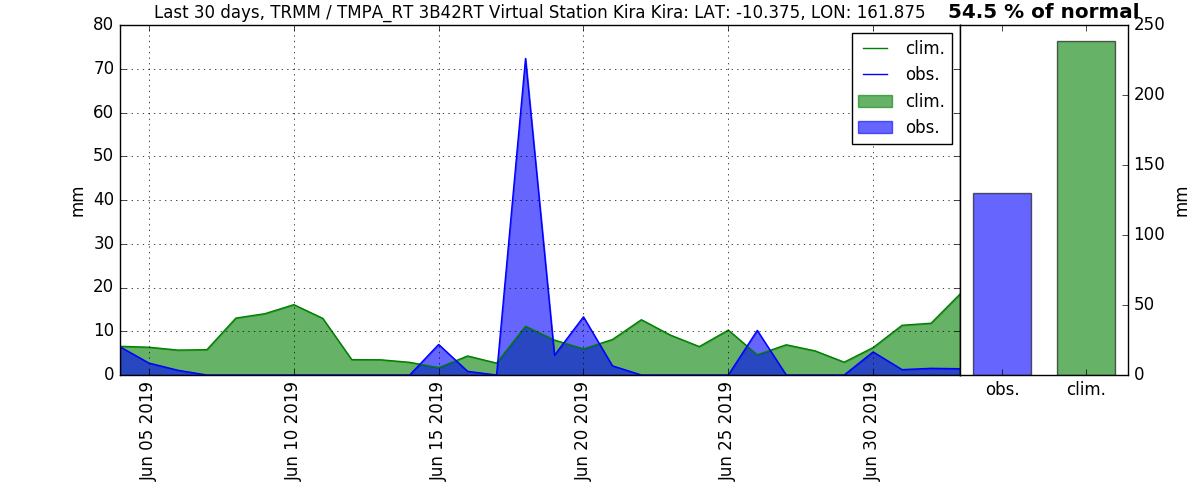 Last 30 days, TRMM / TMPA_RT 3B42RT Virtual Station Kira Kira: LAT: -10.375, LON: 161.875
54.5 % of normal
80
70
60
50
40
30
20
10
0
mm
clim.
obs.
clim.
obs.
Jun 05 2019
Jun 10 2019
Jun 15 2019
Jun 20 2019
Jun 25 2019
Jun 30 2019
250
200
150
100
50
0
mm
obs.
clim.